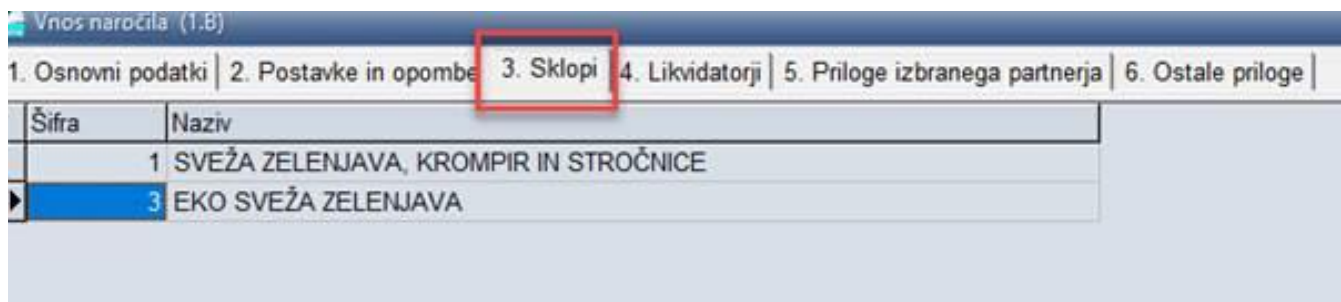 Vnos naročila (1.B)
1. Osnovni podatki 2. Postavke in opombe 3. Sklopi 4. Likvidatorji 5. Priloge izbranega partnerja 6. Ostale priloge
Šifra Naziv
1 SVEŽA ZELENJAVA, KROMPIR IN STROČNICE
3 EKO SVEŽA ZELENJAVA